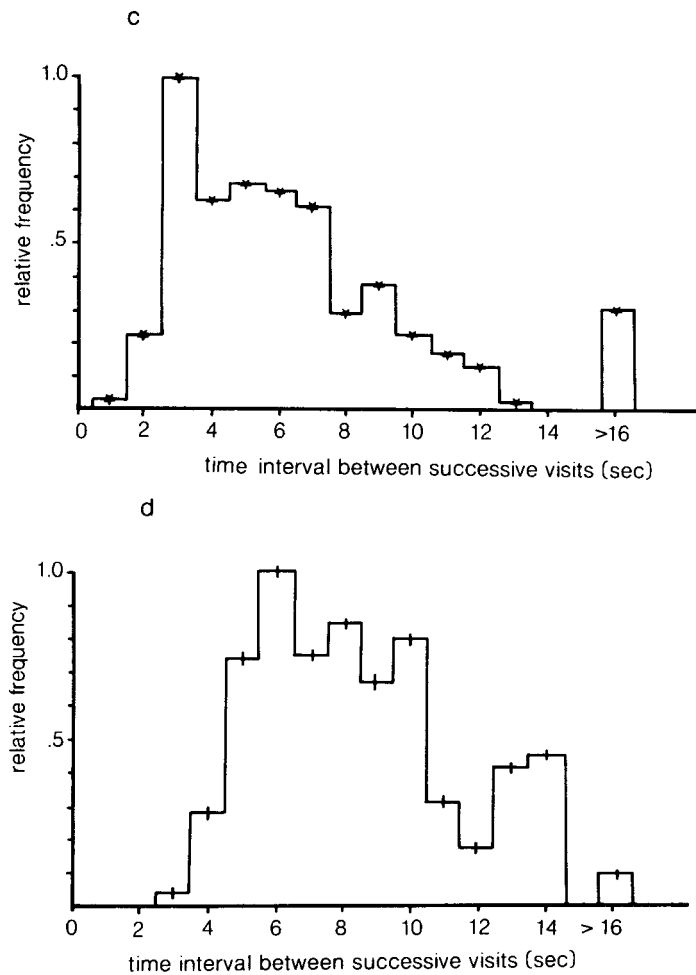 c
1.0
.5
relative frequency
0 2 4 6 8 10 12 14 >16
time interval between successive visits (sec)
d
1.0
.5
relative frequency
0 2 4 6 8 10 12 14 > 16
time interval between successive visits (sec)